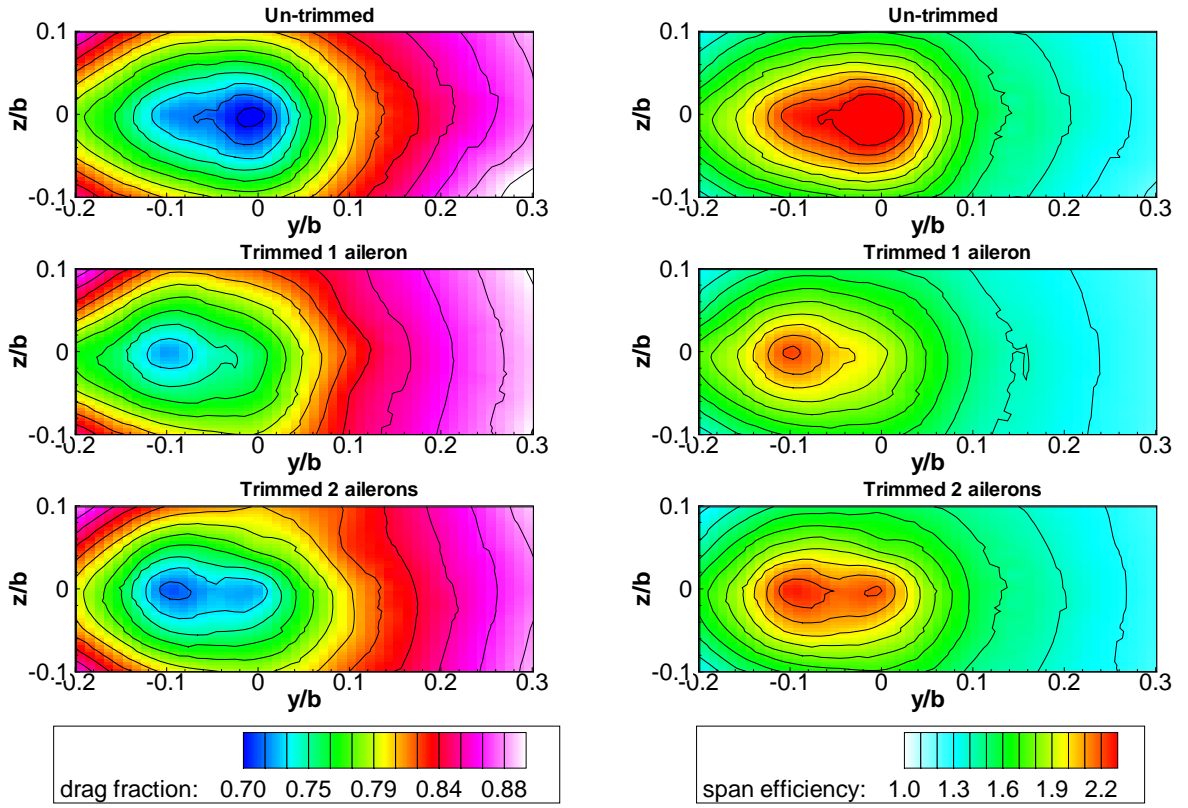 Un-trimmed
0.1
0
-0.1
z/b
-0.2 -0.1 0 0.1 0.2 0.3
y/b
Un-trimmed
0.1
0
-0.1
z/b
-0.2 -0.1 0 0.1 0.2 0.3
y/b
Trimmed 1 aileron
0.1
0
-0.1
z/b
-0.2 -0.1 0 0.1 0.2 0.3
y/b
Trimmed 1 aileron
0.1
0
-0.1
z/b
-0.2 -0.1 0 0.1 0.2 0.3
y/b
Trimmed 2 ailerons
0.1
0
-0.1
z/b
-0.2 -0.1 0 0.1 0.2 0.3
y/b
Trimmed 2 ailerons
0.1
0
-0.1
z/b
-0.2 -0.1 0 0.1 0.2 0.3
y/b
drag fraction: 0.70 0.75 0.79 0.84 0.88
span efficiency: 1.0 1.3 1.6 1.9 2.2